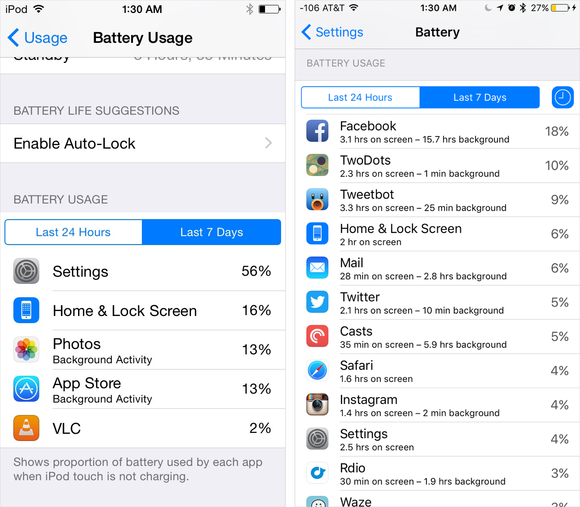 iPod 1:30 AM
Usage Battery Usage
Standby
BATTERY LIFE SUGGESTIONS
Enable Auto-Lock
BATTERY USAGE
Last 24 Hours Last 7 Days
Settings 56%
Home & Lock Screen 16%
Photos 13%
Background Activity
App Store 13%
Background Activity
VLC 2%
Shows proportion of battery used by each app
when iPod touch is not charging.
-106 AT&T 1:30 AM 27%
Settings Battery
BATTERY USAGE
Last 24 Hours Last 7 Days
Facebook 18%
3.1 hrs on screen – 15.7 hrs background
TwoDots 10%
2.3 hrs on screen – 1 min background
Tweetbot 9%
3.3 hrs on screen – 25 min background
Home & Lock Screen 6%
2 hr on screen
Mail 6%
28 min on screen – 2.8 hrs background
Twitter 5%
2.1 hrs on screen – 10 min background
Casts 5%
35 min on screen – 5.9 hrs background
Safari 4%
1.6 hrs on screen
Instagram 4%
1.4 hrs on screen – 2 min background
Settings 4%
2.5 hrs on screen
Rdio 3%
30 min on screen – 1.9 hrs background
Waze